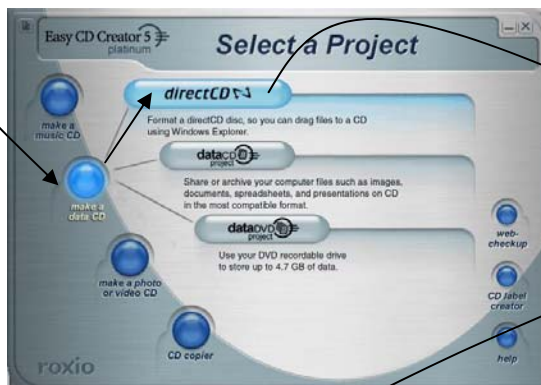 Easy CD Creator 5
platinum
Select a Project
directCD
Format a directCD disc, so you can drag files to a CD
using Windows Explorer.
make a
music CD
dataCD
project
Share or archive your computer files such as images,
documents, spreadsheets, and presentations on CD
in the most compatible format.
make a
data CD
dataDVD
project
Use your DVD recordable drive
to store up to 4.7 GB of data.
make a photo
or video CD
CD copier
web-
checkup
CD label
creator
help
roxio